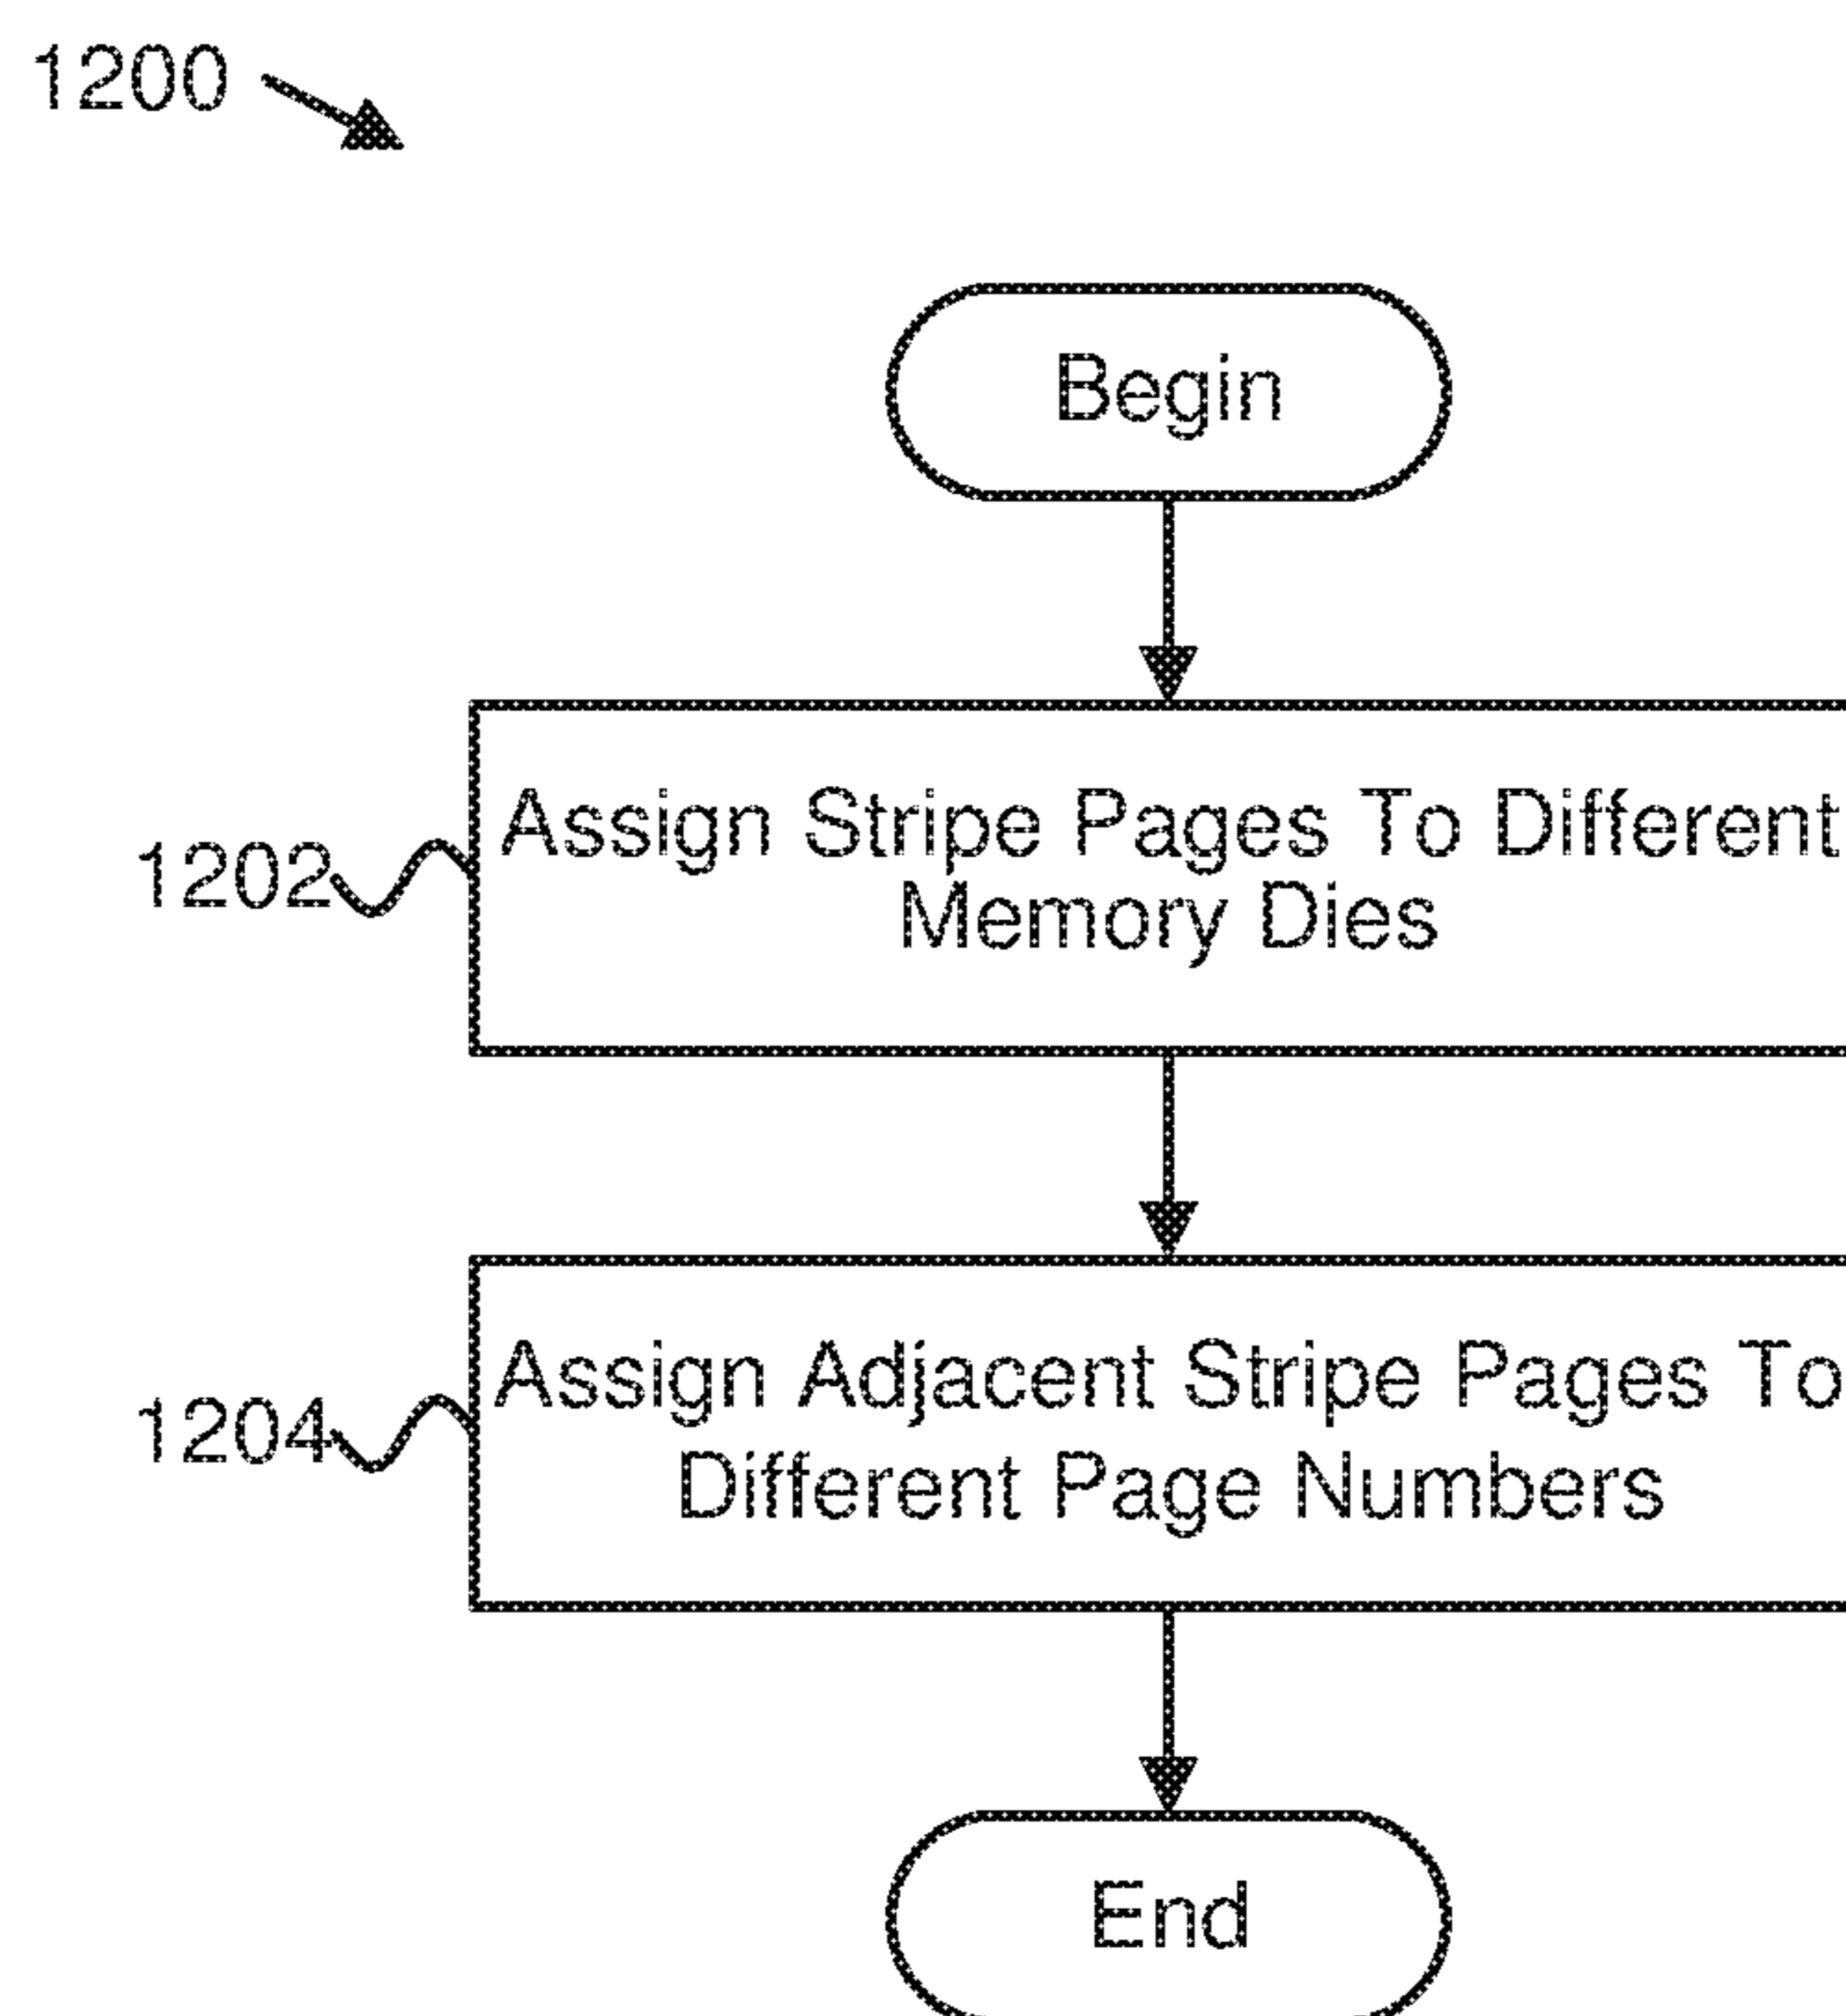 1200
Begin
1202
Assign Stripe Pages To Different
Memory Dies
1204
Assign Adjacent Stripe Pages To
Different Page Numbers
End